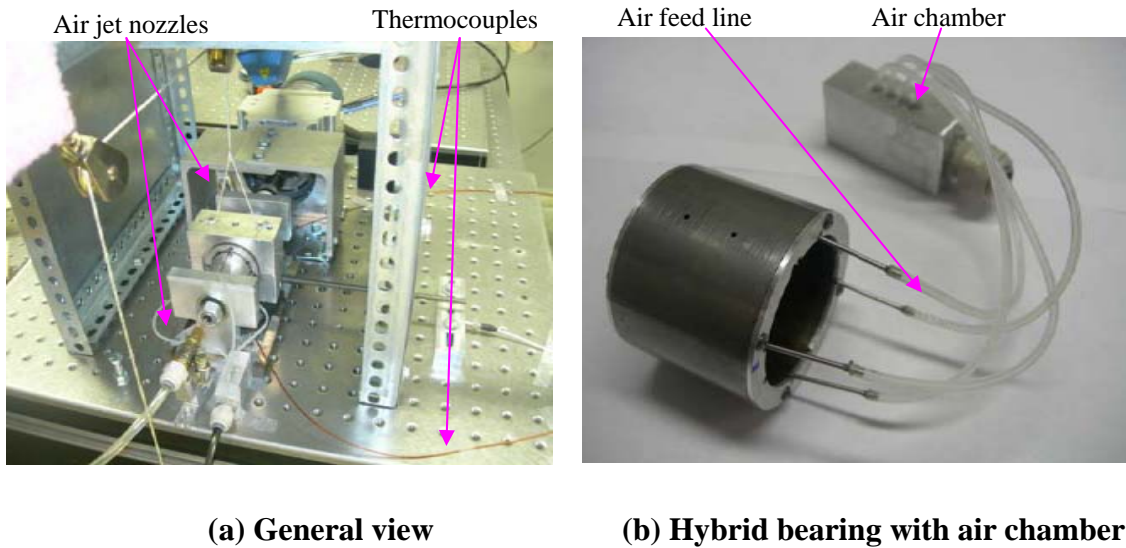 Air jet nozzles
Thermocouples
Air feed line
Air chamber
(a) General view
(b) Hybrid bearing with air chamber